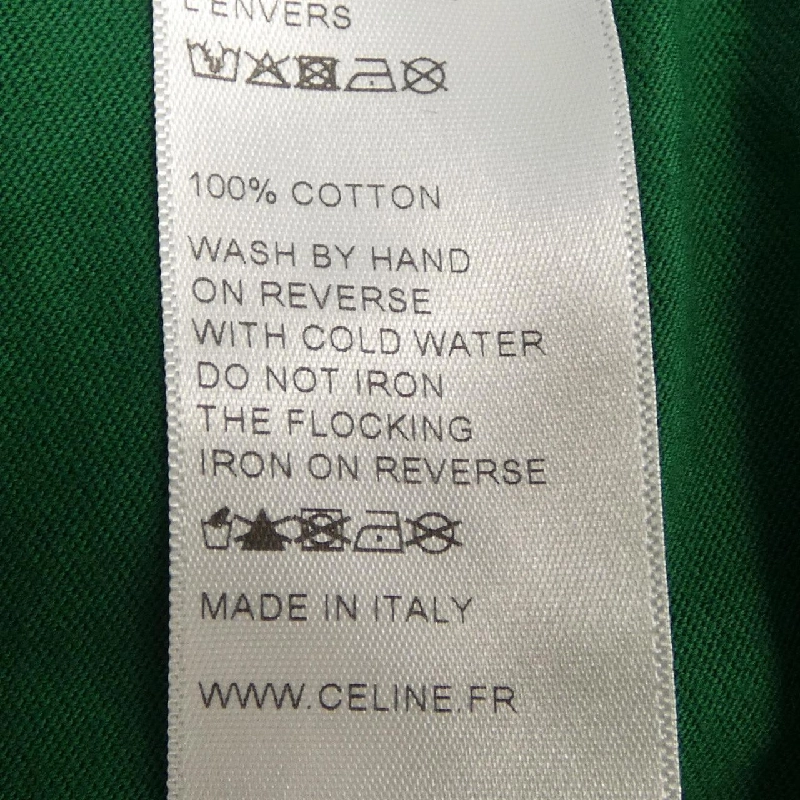 L'ENVERS
100% COTTON
WASH BY HAND
ON REVERSE
WITH COLD WATER
DO NOT IRON
THE FLOCKING
IRON ON REVERSE
MADE IN ITALY
WWW.CELINE.FR